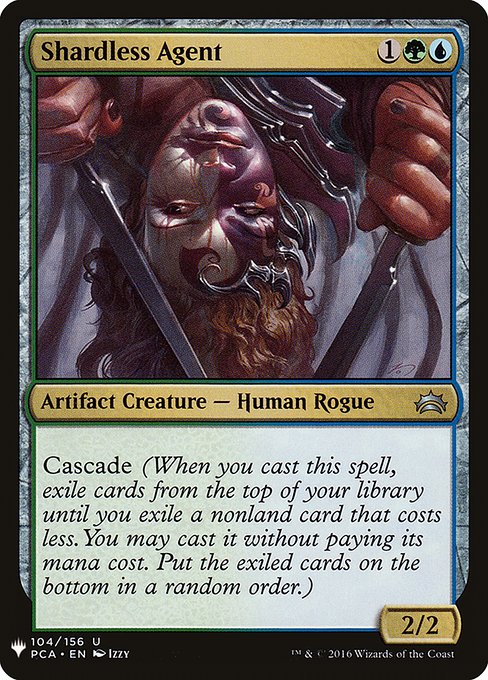 Shardless Agent 1
Artifact Creature — Human Rogue
Cascade (When you cast this spell,
exile cards from the top of your library
until you exile a nonland card that costs
less. You may cast it without paying its
mana cost. Put the exiled cards on the
bottom in a random order.)
2/2
104/156 U
PCA • EN Izzy
™ & © 2016 Wizards of the Coast